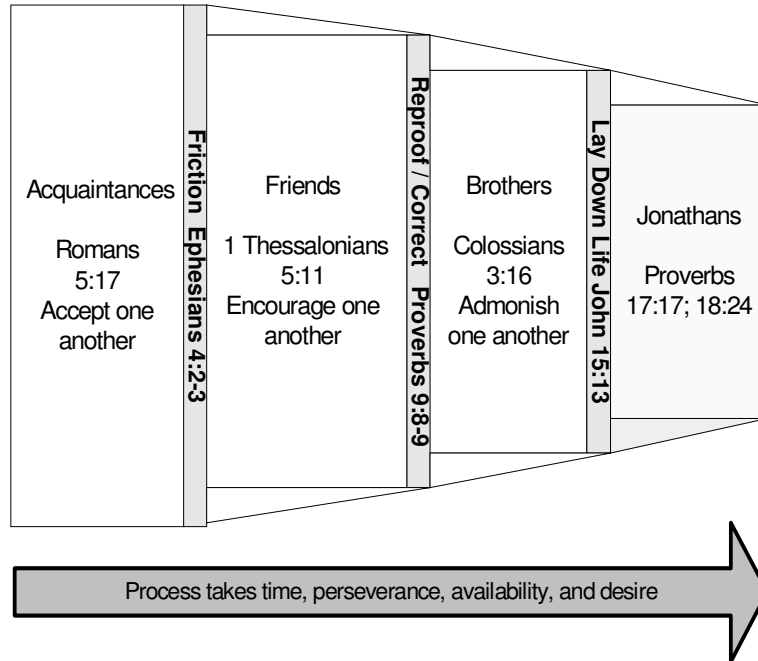 Acquaintances
Romans
5:17
Accept one
another
Friction Ephesians 4:2-3
Friends
1 Thessalonians
5:11
Encourage one
another
Reproof / Correct Proverbs 9:8-9
Brothers
Colossians
3:16
Admonish
one another
Lay Down Life John 15:13
Jonathans
Proverbs
17:17; 18:24
Process takes time, perseverance, availability, and desire